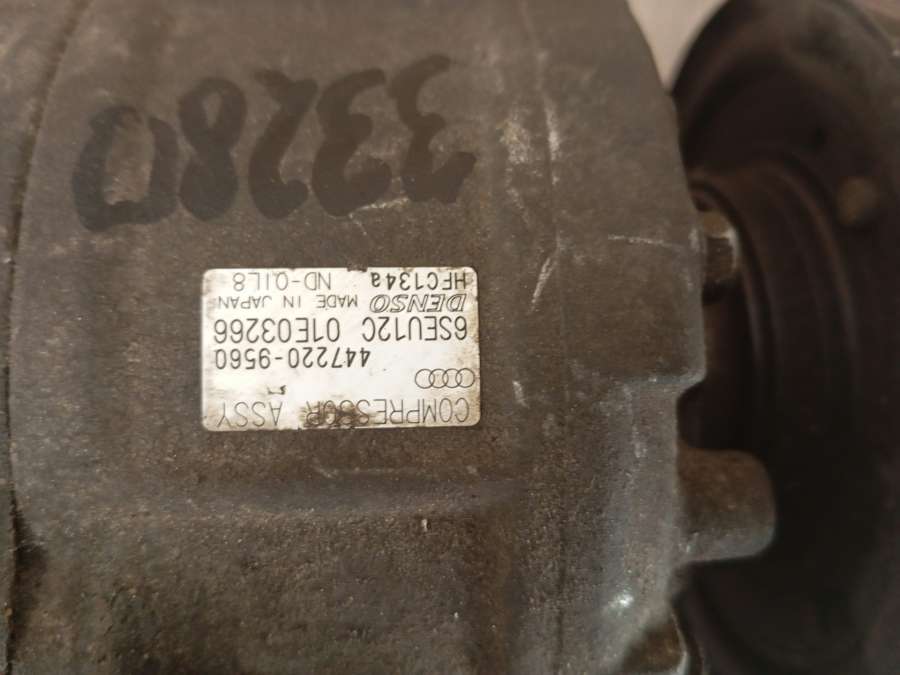 COMPRESSOR ASSY
447220-9560
6SEU12C 01E03266
DENSO MADE IN JAPAN
HFC134a ND-OIL8
33280